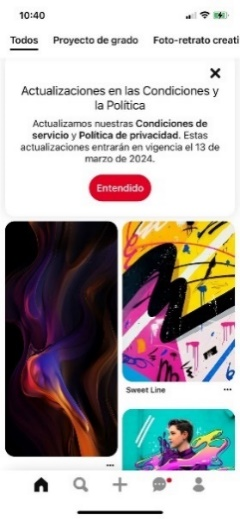 10:40
Todos Proyecto de grado Foto-retrato creati
Actualizaciones en las Condiciones y
la Política
Actualizamos nuestras Condiciones de
servicio y Política de privacidad. Estas
actualizaciones entrarán en vigencia el 13 de
marzo de 2024.
Entendido
Sweet Line